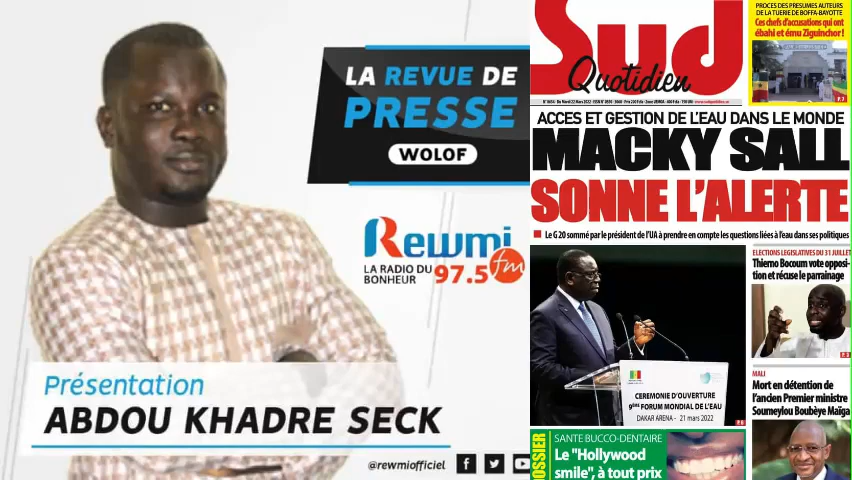 LA REVUE DE
PRESSE
WOLOF
Rewmi
LA RADIO DU
BONHEUR
97.5 fm
Présentation
ABDOU KHADRE SECK
@rewmiofficiel
Sud
Quotidien
PROCES DES PRESUMES AUTEURS
DE LA TUERIE DE BOFFA-BAYOTTE
Ces chefs d'accusations qui ont
ébahi et ému Ziguinchor !
ACCES ET GESTION DE L'EAU DANS LE MONDE
MACKY SALL
SONNE L'ALERTE
Le G 20 sommé par le président de l'UA à prendre en compte les questions liées à l'eau dans ses politiques
CEREMONIE D'OUVERTURE
9ème FORUM MONDIAL DE L'EAU
DAKAR ARENA - 21 mars 2022
ELECTIONS LEGISLATIVES DU 31 JUILLET
Thierno Bocoum vote opposi-
tion et récuse le parrainage
MALI
Mort en détention de
l'ancien Premier ministre
Soumeylou Boubèye Maïga
DOSSIER
SANTE BUCCO-DENTAIRE
Le "Hollywood
smile", à tout prix